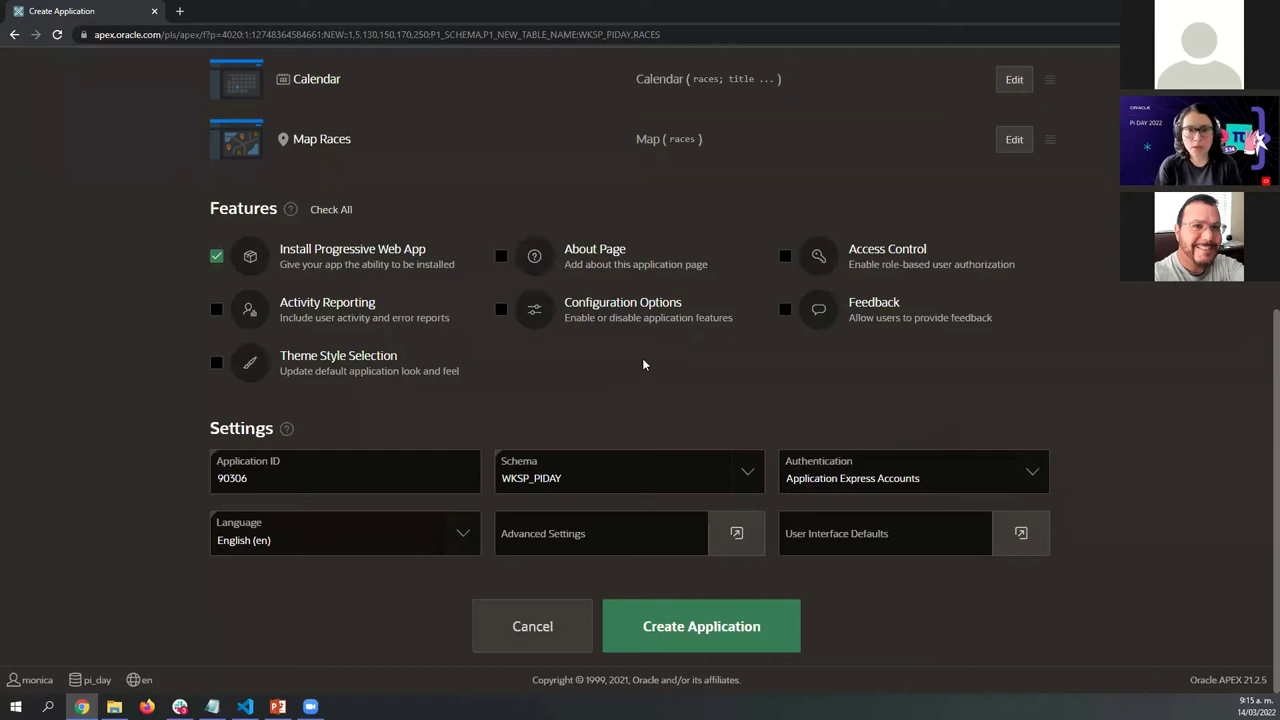 Create Application
apex.oracle.com/pls/apex/f?p=4020:1:12748364584661:NEW::1,5.130,150.170,250:P1_SCHEMA,P1_NEW_TABLE_NAME:WKSP_PIDAY,RACES
Calendar
Calendar ( races; title ... )
Edit
Map Races
Map ( races )
Edit
ORACLE
PI DAY 2022
π
3.14
Features
Check All
Install Progressive Web App
Give your app the ability to be installed
About Page
Add about this application page
Access Control
Enable role-based user authorization
Activity Reporting
Include user activity and error reports
Configuration Options
Enable or disable application features
Feedback
Allow users to provide feedback
Theme Style Selection
Update default application look and feel
Settings
Application ID
90306
Schema
WKSP_PIDAY
Authentication
Application Express Accounts
Language
English (en)
Advanced Settings
User Interface Defaults
Cancel
Create Application
monica
pi_day
en
Copyright © 1999, 2021, Oracle and/or its affiliates.
Oracle APEX 21.2.5
9:15 a. m.
14/03/2022